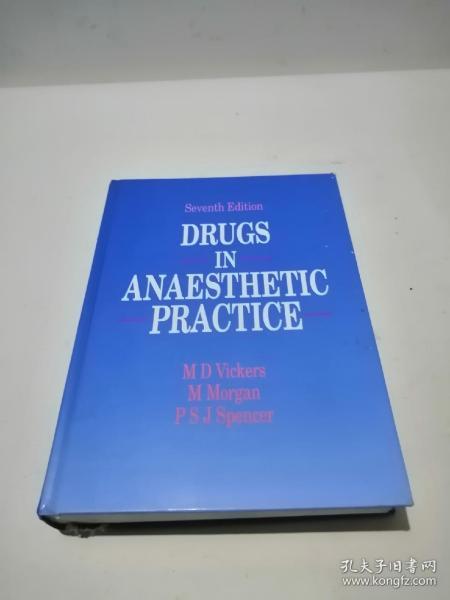 Seventh Edition
DRUGS
IN
ANAESTHETIC
PRACTICE
M D Vickers
M Morgan
P S J Spencer
孔夫子旧书网
www.kongfz.com